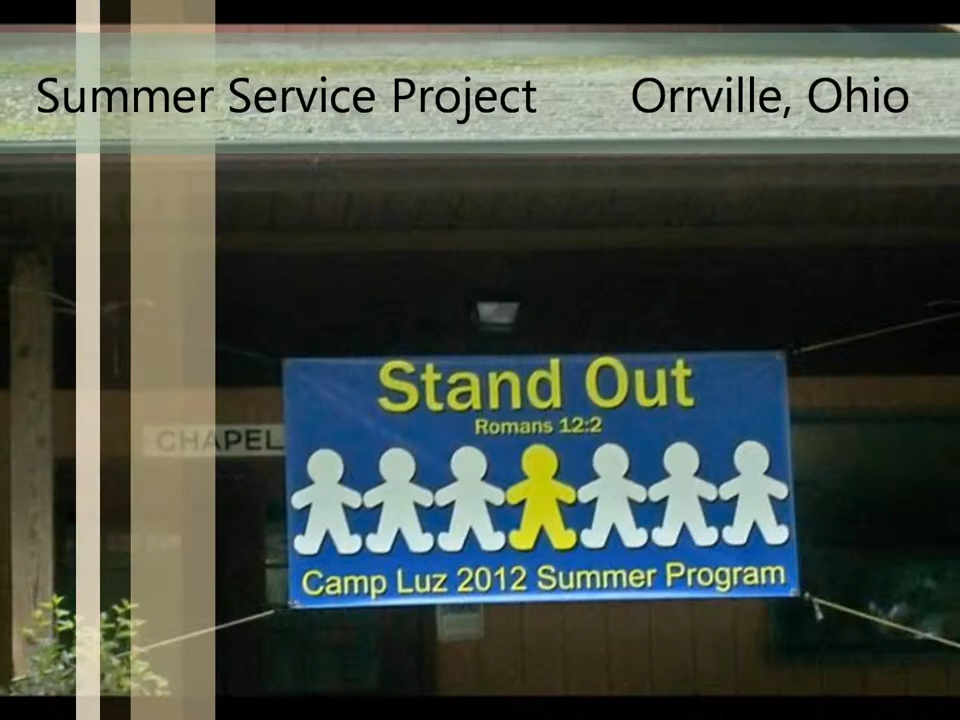 Summer Service Project Orrville, Ohio
Stand Out
Romans 12:2
CHAPEL
Camp Luz 2012 Summer Program